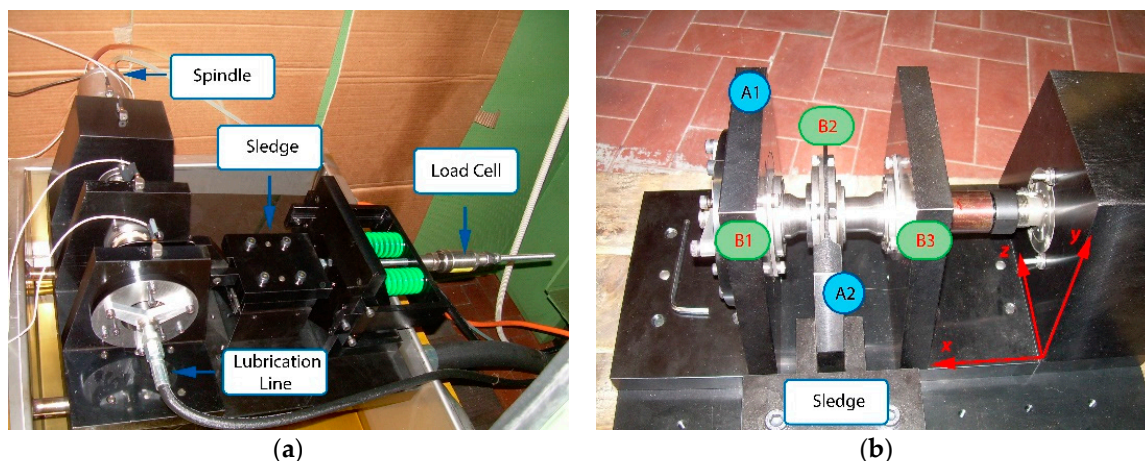 Spindle
Sledge
Load Cell
Lubrication
Line
A1
B2
B1
B3
A2
z
y
x
Sledge
(a)
(b)